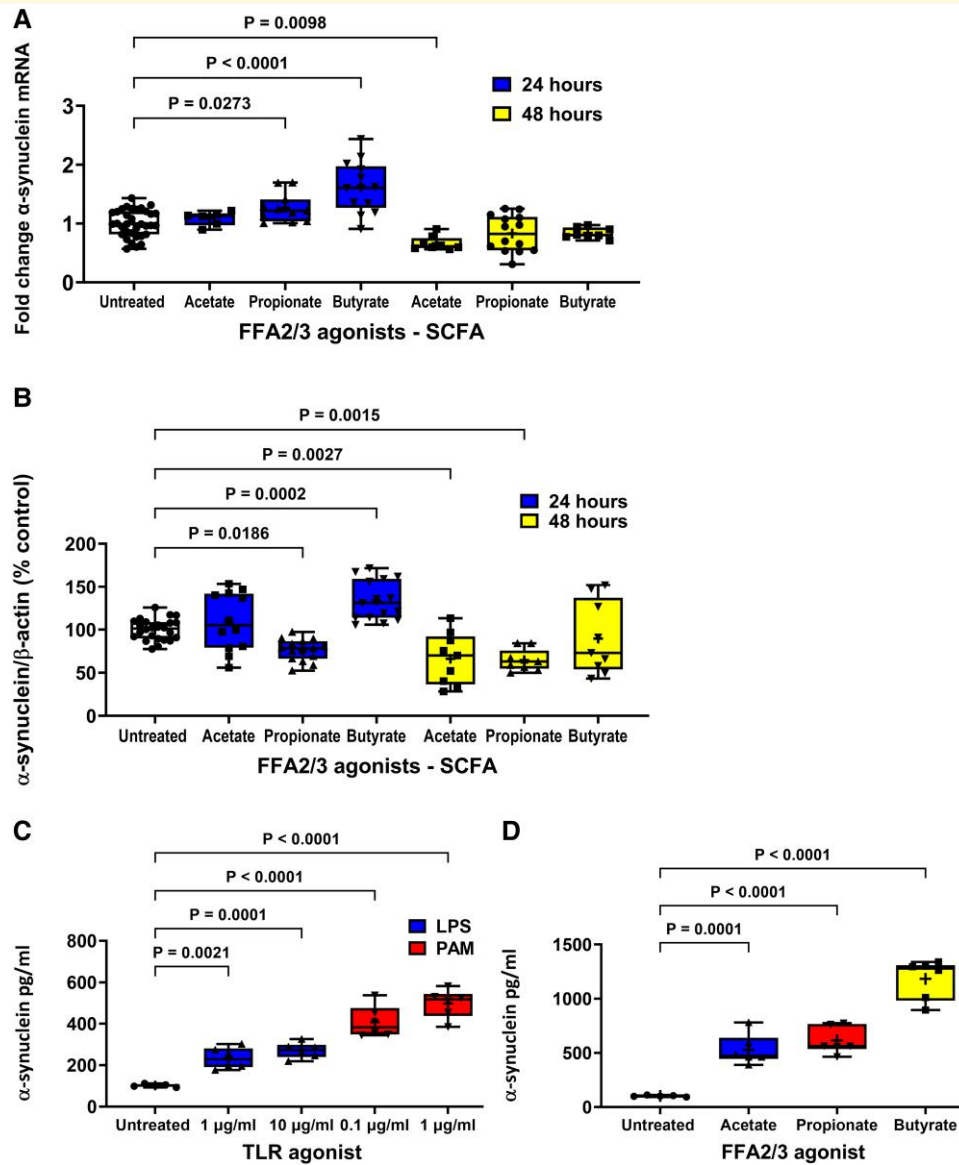 A
P = 0.0098
P < 0.0001
P = 0.0273
24 hours
48 hours
Fold change α-synuclein mRNA
3
2
1
0
Untreated Acetate Propionate Butyrate Acetate Propionate Butyrate
FFA2/3 agonists - SCFA
B
P = 0.0015
P = 0.0027
P = 0.0002
P = 0.0186
24 hours
48 hours
α-synuclein/β-actin (% control)
200
150
100
50
0
Untreated Acetate Propionate Butyrate Acetate Propionate Butyrate
FFA2/3 agonists - SCFA
C
P < 0.0001
P < 0.0001
P = 0.0001
P = 0.0021
LPS
PAM
α-synuclein pg/ml
800
600
400
200
0
Untreated 1 µg/ml 10 µg/ml 0.1 µg/ml 1 µg/ml
TLR agonist
D
P < 0.0001
P < 0.0001
P = 0.0001
α-synuclein pg/ml
1500
1000
500
0
Untreated Acetate Propionate Butyrate
FFA2/3 agonist